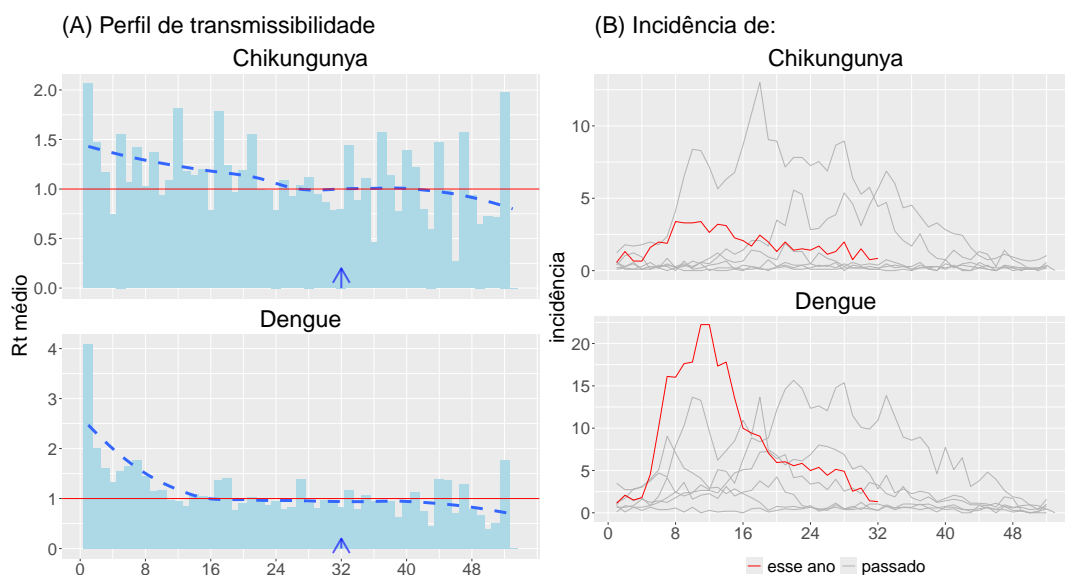 (A) Perfil de transmissibilidade
Chikungunya
2.0
1.5
1.0
0.5
0.0
Dengue
4
3
2
1
0
0 8 16 24 32 40 48
Rt médio
(B) Incidência de:
Chikungunya
10
5
0
Dengue
20
15
10
5
0
0 8 16 24 32 40 48
incidência
esse ano passado